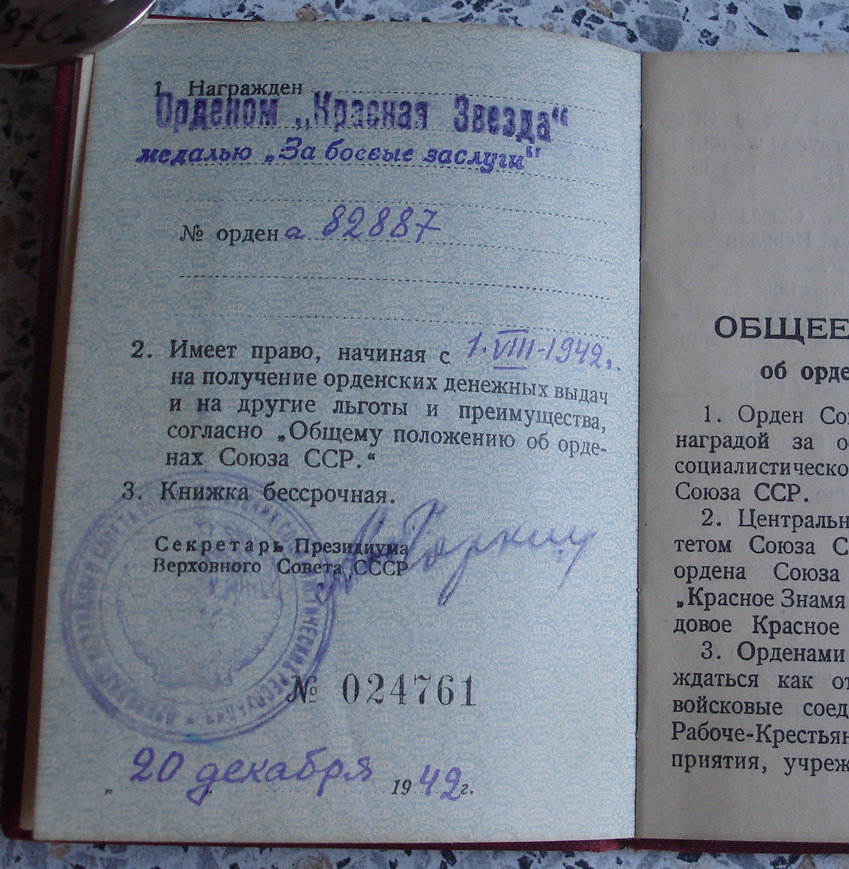 1. Награжден
Орденом „Красная Звезда“
медалью „За боевые заслуги“
№ ордена 82887
2. Имеет право, начиная с 1.VIII-1942г.
на получение орденских денежных выдач
и на другие льготы и преимущества,
согласно „Общему положению об орде-
нах Союза ССР.“
3. Книжка бессрочная.
Секретарь Президиума
Верховного Совета СССР
№ 024761
„20 декабря 1942г.
ОБЩЕЕ
об орде
1. Орден Со
наградой за о
социалистическо
Союза ССР.
2. Центральн
тетом Союза С
ордена Союза
„Красное Знамя
довое Красное
3. Орденами
ждаться как от
войсковые соед
Рабоче-Крестьян
приятия, учреж